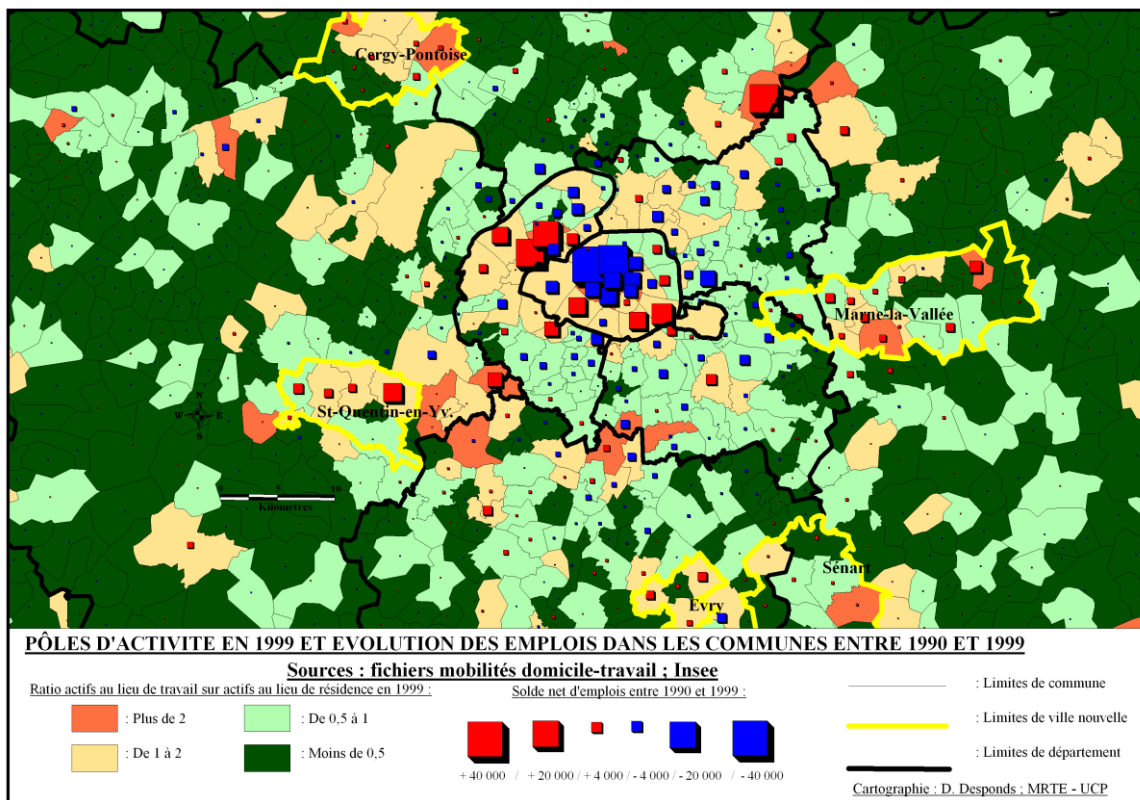 Cergy-Pontoise
Marne-la-Vallée
St-Quentin-en-Yv.
N
W E
S
5 10
Kilomètres
Sénart
Evry
PÔLES D'ACTIVITE EN 1999 ET EVOLUTION DES EMPLOIS DANS LES COMMUNES ENTRE 1990 ET 1999
Sources : fichiers mobilités domicile-travail ; Insee
Ratio actifs au lieu de travail sur actifs au lieu de résidence en 1999 :
Solde net d'emplois entre 1990 et 1999 :
: Limites de commune
: Plus de 2
: De 0,5 à 1
: Limites de ville nouvelle
: De 1 à 2
: Moins de 0,5
: Limites de département
+ 40 000 / + 20 000 / + 4 000 / - 4 000 / - 20 000 / - 40 000
Cartographie : D. Desponds : MRTE - UCP